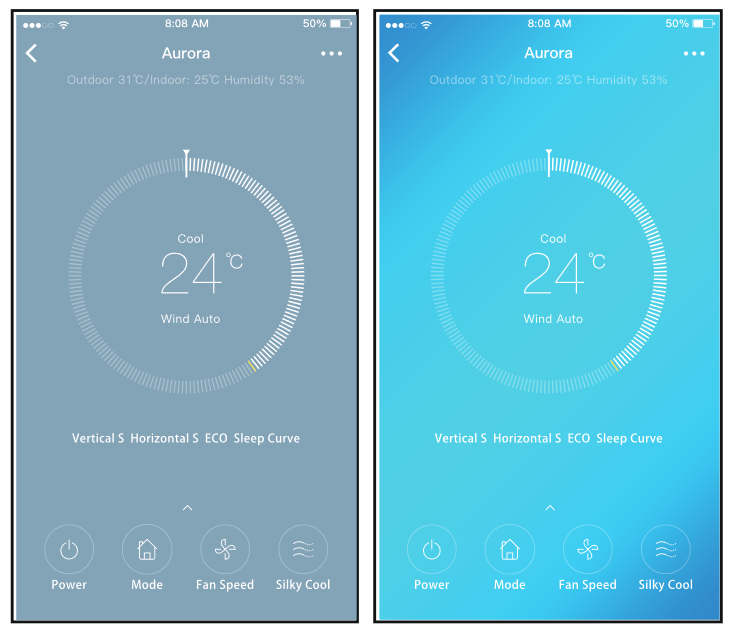 8:08 AM 50%
Aurora
Outdoor 31℃/Indoor: 25℃ Humidity 53%
Cool
24℃
Wind Auto
Vertical S Horizontal S ECO Sleep Curve
Power Mode Fan Speed Silky Cool
8:08 AM 50%
Aurora
Outdoor 31℃/Indoor: 25℃ Humidity 53%
Cool
24℃
Wind Auto
Vertical S Horizontal S ECO Sleep Curve
Power Mode Fan Speed Silky Cool